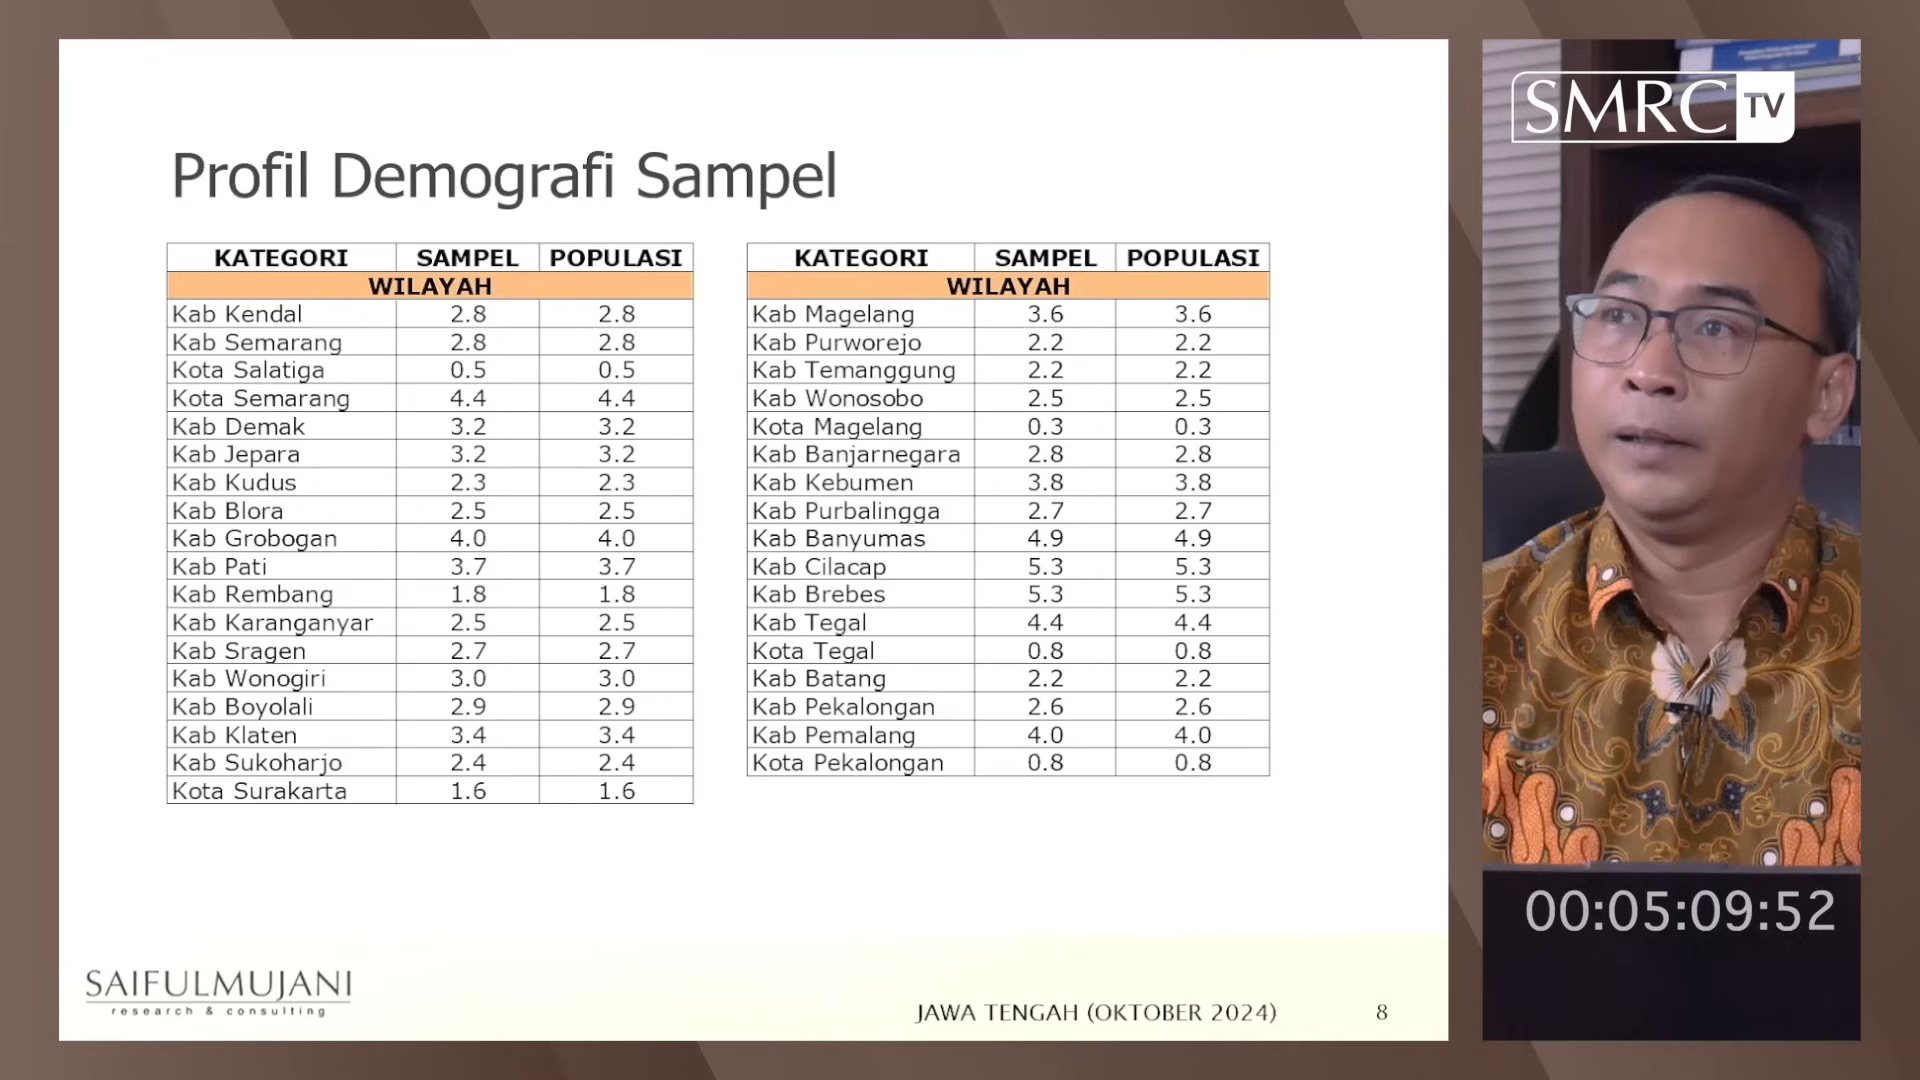 SMRC TV
Profil Demografi Sampel
KATEGORI SAMPEL POPULASI
WILAYAH
Kab Kendal 2.8 2.8
Kab Semarang 2.8 2.8
Kota Salatiga 0.5 0.5
Kota Semarang 4.4 4.4
Kab Demak 3.2 3.2
Kab Jepara 3.2 3.2
Kab Kudus 2.3 2.3
Kab Blora 2.5 2.5
Kab Grobogan 4.0 4.0
Kab Pati 3.7 3.7
Kab Rembang 1.8 1.8
Kab Karanganyar 2.5 2.5
Kab Sragen 2.7 2.7
Kab Wonogiri 3.0 3.0
Kab Boyolali 2.9 2.9
Kab Klaten 3.4 3.4
Kab Sukoharjo 2.4 2.4
Kota Surakarta 1.6 1.6
KATEGORI SAMPEL POPULASI
WILAYAH
Kab Magelang 3.6 3.6
Kab Purworejo 2.2 2.2
Kab Temanggung 2.2 2.2
Kab Wonosobo 2.5 2.5
Kota Magelang 0.3 0.3
Kab Banjarnegara 2.8 2.8
Kab Kebumen 3.8 3.8
Kab Purbalingga 2.7 2.7
Kab Banyumas 4.9 4.9
Kab Cilacap 5.3 5.3
Kab Brebes 5.3 5.3
Kab Tegal 4.4 4.4
Kota Tegal 0.8 0.8
Kab Batang 2.2 2.2
Kab Pekalongan 2.6 2.6
Kab Pemalang 4.0 4.0
Kota Pekalongan 0.8 0.8
SAIFULMUJANI
research & consulting
JAWA TENGAH (OKTOBER 2024) 8
00:05:09:52